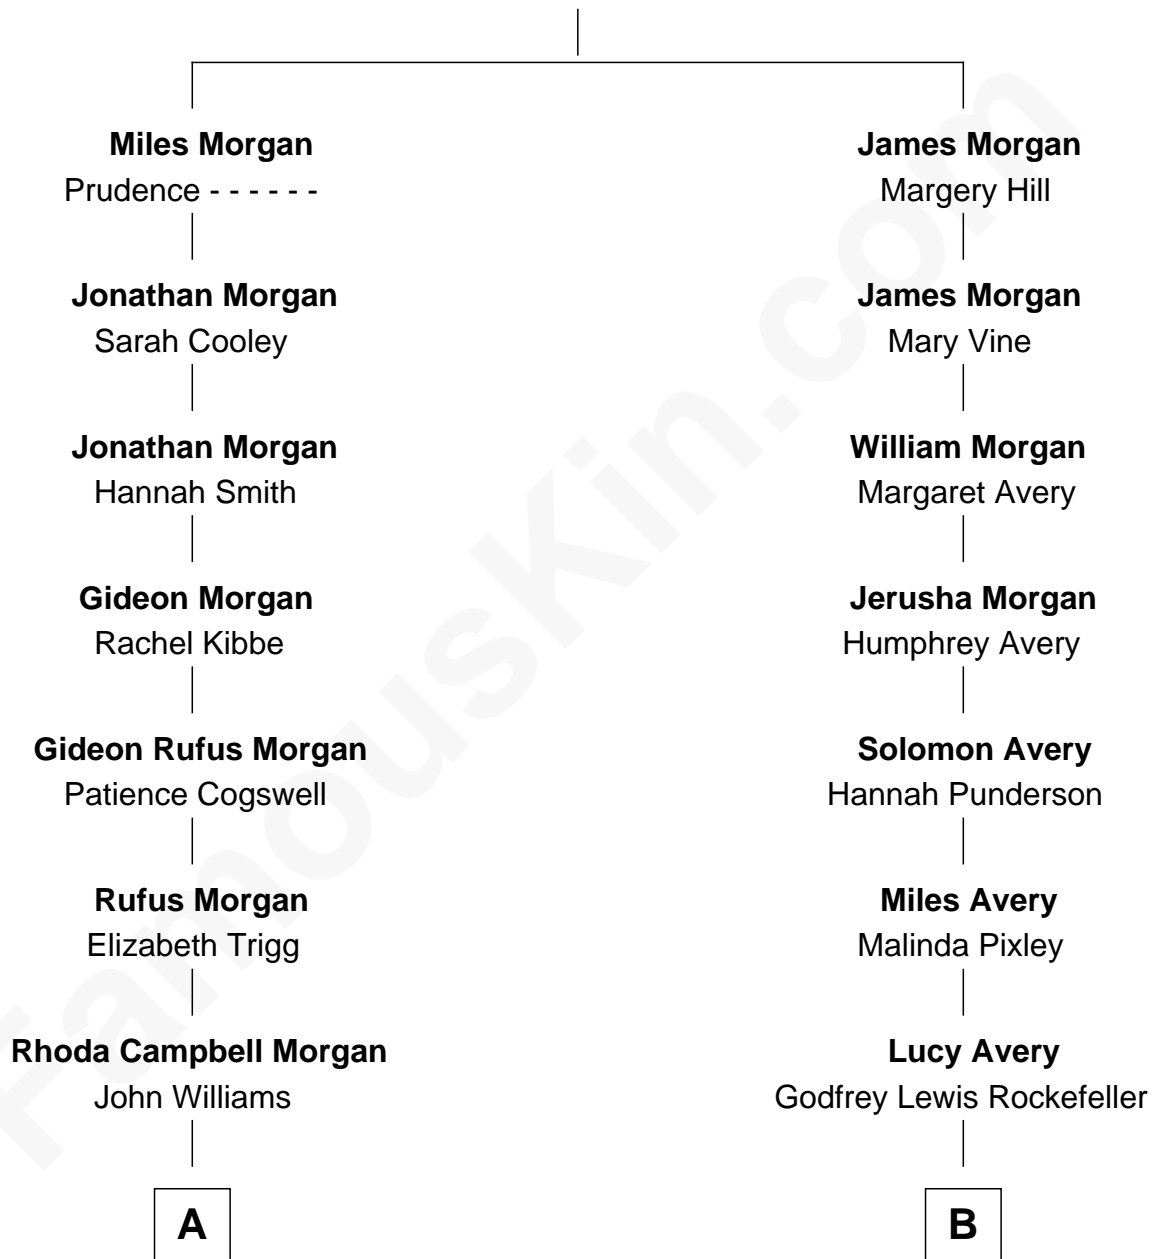 Miles Morgan
Prudence - - - - - -
Jonathan Morgan
Sarah Cooley
Jonathan Morgan
Hannah Smith
Gideon Morgan
Rachel Kibbe
Gideon Rufus Morgan
Patience Cogswell
Rufus Morgan
Elizabeth Trigg
Rhoda Campbell Morgan
John Williams
A
James Morgan
Margery Hill
James Morgan
Mary Vine
William Morgan
Margaret Avery
Jerusha Morgan
Humphrey Avery
Solomon Avery
Hannah Punderson
Miles Avery
Malinda Pixley
Lucy Avery
Godfrey Lewis Rockefeller
B
FamousKin.com